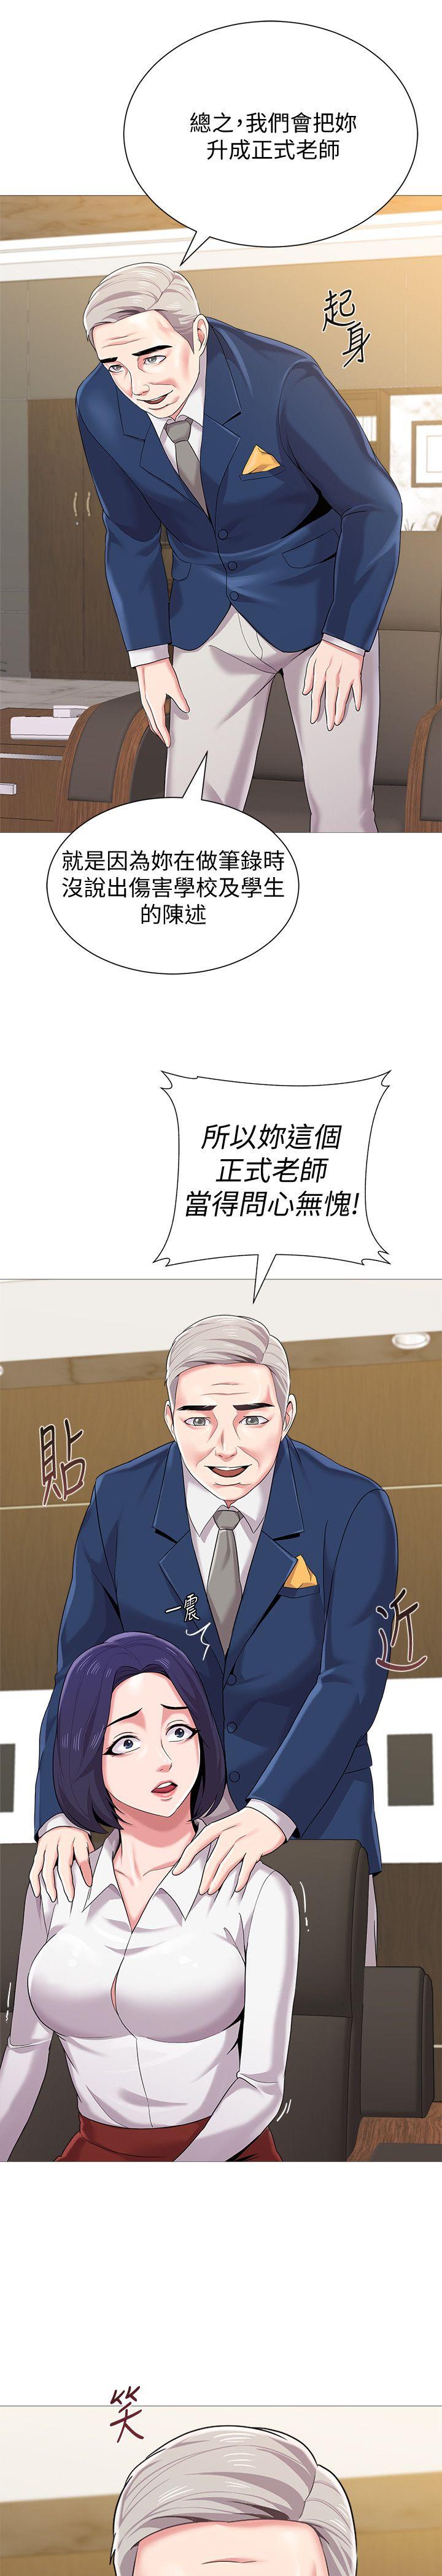 總之,我們會把妳
升成正式老師
起身
就是因為妳在做筆錄時
沒說出傷害學校及學生
的陳述
所以妳這個
正式老師
當得問心無愧!
貼
一震
近
笑